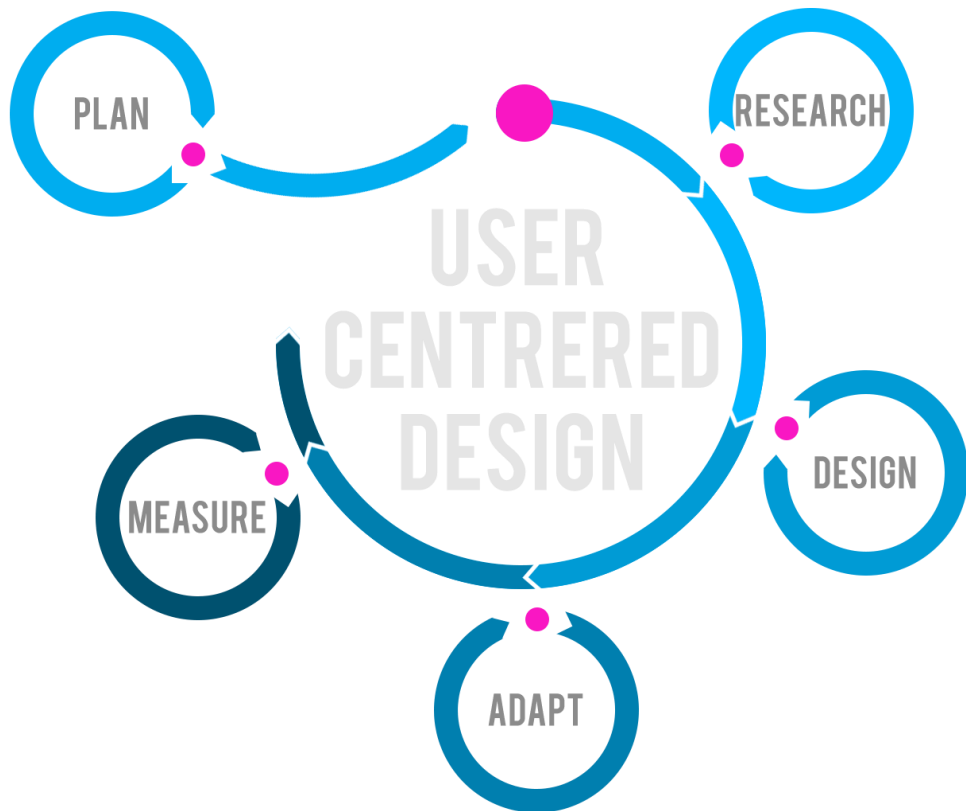 PLAN
RESEARCH
USER
CENTRERED
DESIGN
DESIGN
MEASURE
ADAPT